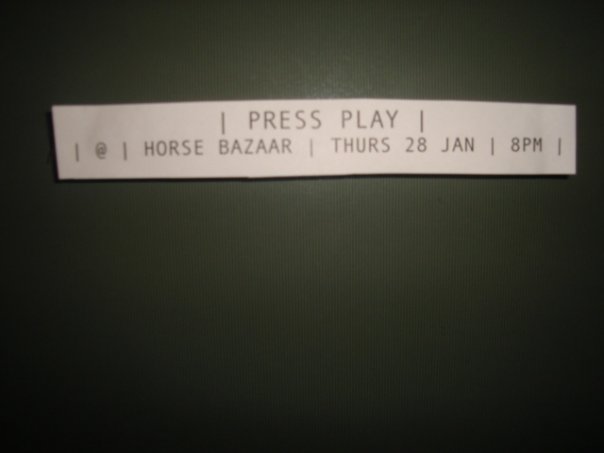 | PRESS PLAY |
| @ | HORSE BAZAAR | THURS 28 JAN | 8PM |